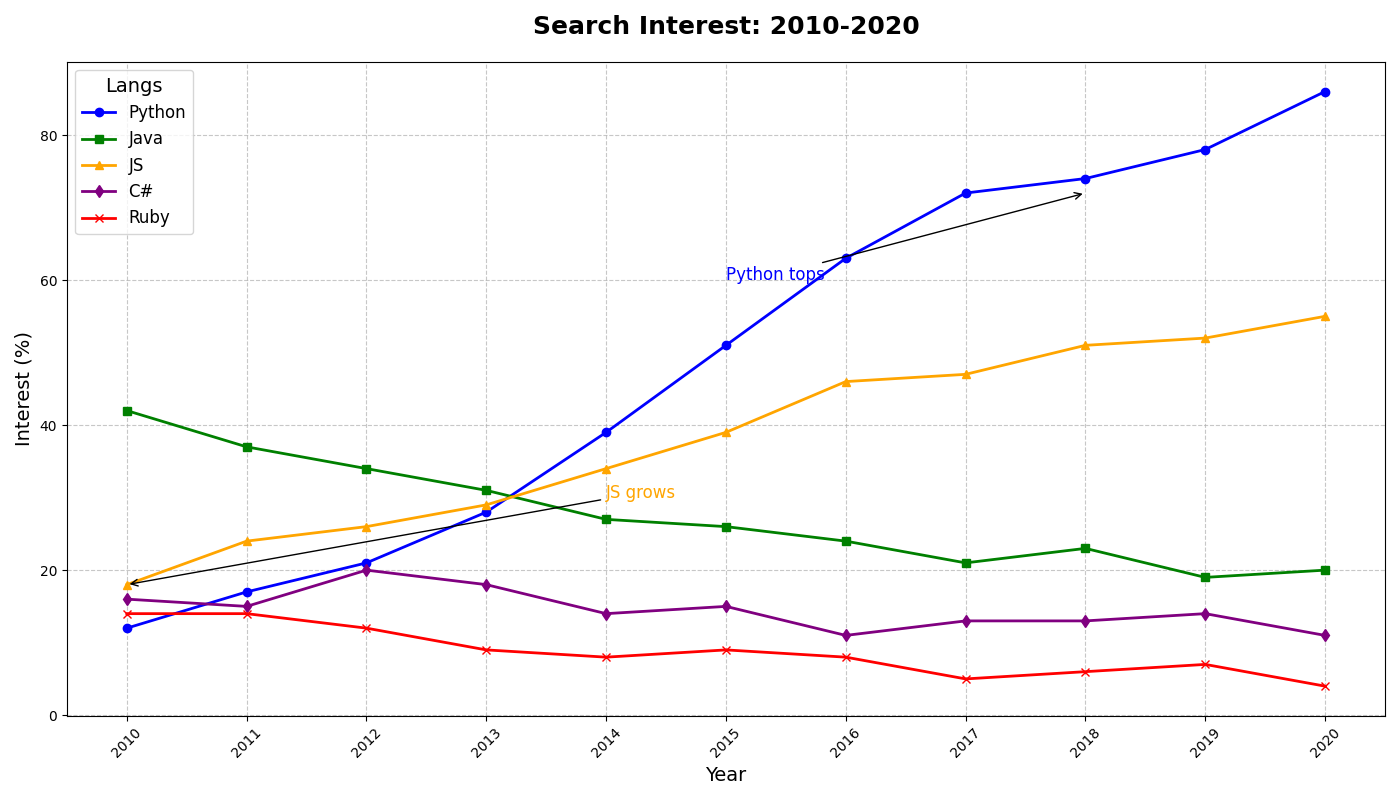 Search Interest: 2010-2020
Langs
Python
Java
JS
C#
Ruby
80
60
40
20
0
Interest (%)
Python tops
JS grows
2010 2011 2012 2013 2014 2015 2016 2017 2018 2019 2020
Year